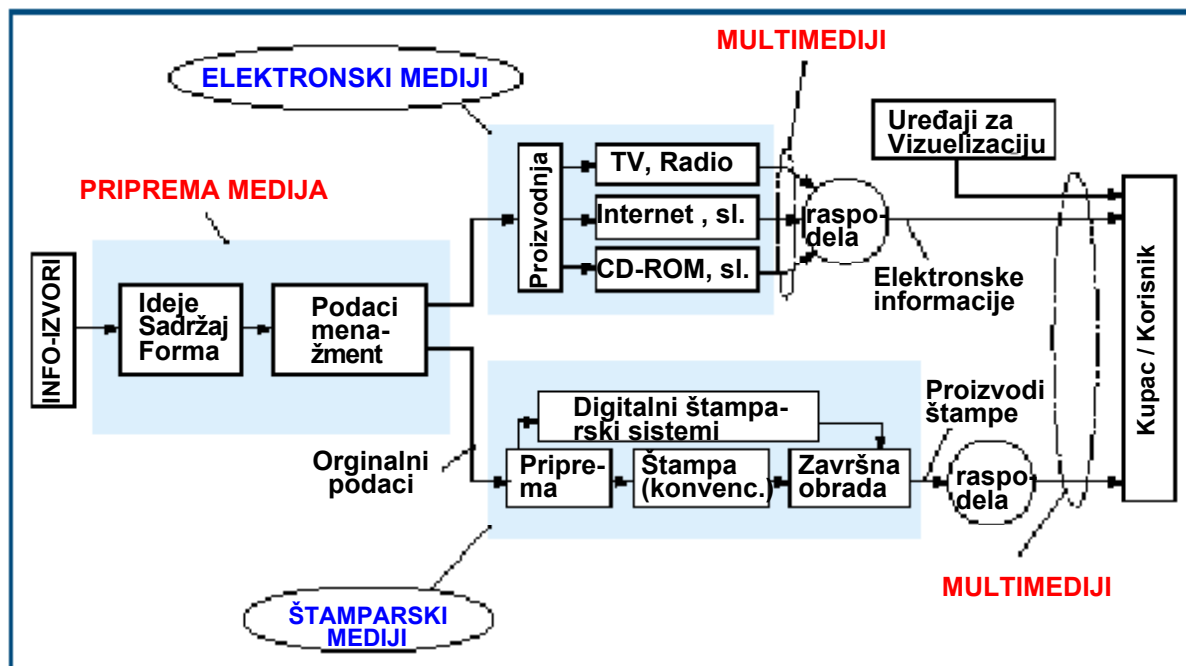 MULTIMEDIJI
ELEKTRONSKI MEDIJI
Uređaji za
Vizuelizaciju
PRIPREMA MEDIJA
Proizvodnja
TV, Radio
Internet , sl.
CD-ROM, sl.
raspo-
dela
Elektronske
informacije
INFO-IZVORI
Ideje
Sadržaj
Forma
Podaci
mena-
žment
Kupac / Korisnik
Orginalni
podaci
Digitalni štampa-
rski sistemi
Pripre-
ma
Štampa
(konvenc.)
Završna
obrada
Proizvodi
štampe
raspo-
dela
MULTIMEDIJI
ŠTAMPARSKI
MEDIJI